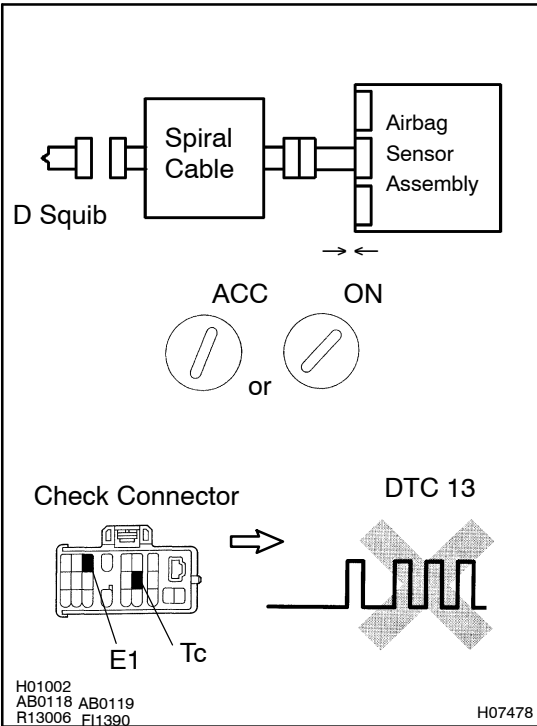 Spiral
Cable
Airbag
Sensor
Assembly
D Squib
ACC
ON
or
Check Connector
DTC 13
E1
Tc
H01002
AB0118 AB0119
R13006 FI1390
H07478